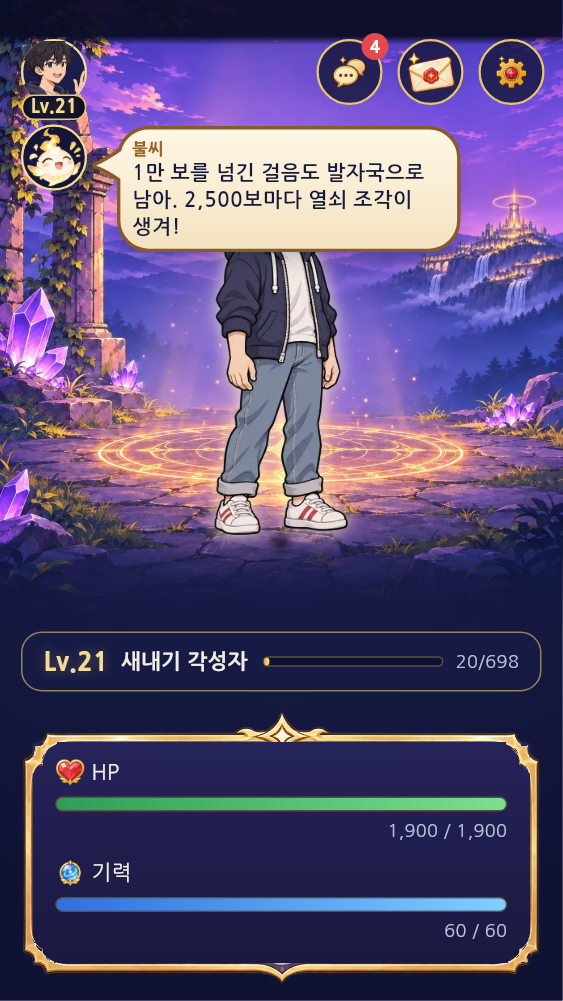 4
Lv.21
불씨
1만 보를 넘긴 걸음도 발자국으로
남아. 2,500보마다 열쇠 조각이
생겨!
Lv.21 새내기 각성자 20/698
HP
1,900 / 1,900
기력
60 / 60